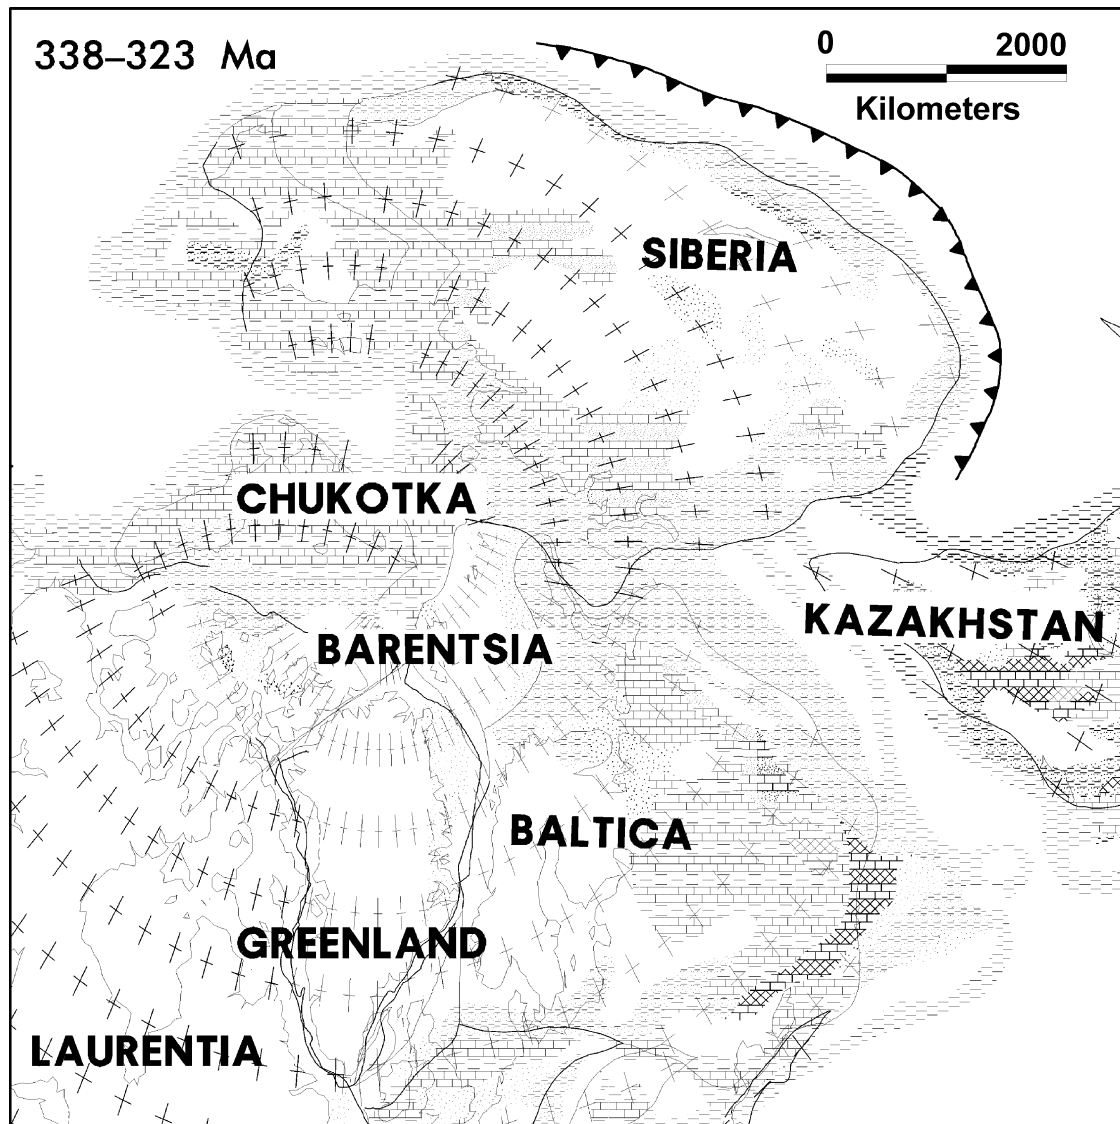 338–323 Ma
0 2000
Kilometers
SIBERIA
CHUKOTKA
KAZAKHSTAN
BARENTSIA
BALTICA
GREENLAND
LAURENTIA